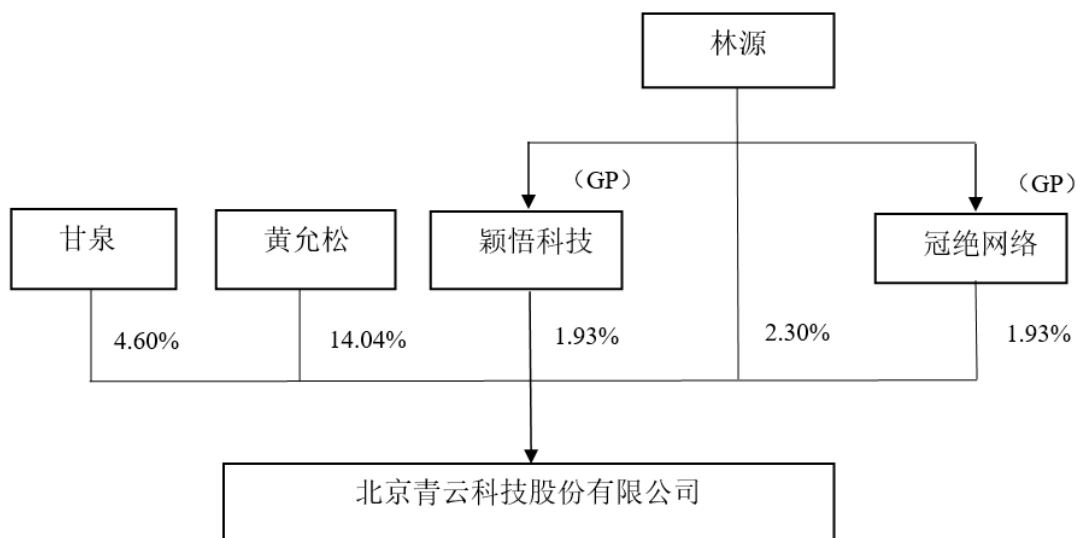 林源
（GP）
（GP）
甘泉
黄允松
颖悟科技
冠绝网络
4.60%
14.04%
1.93%
2.30%
1.93%
北京青云科技股份有限公司